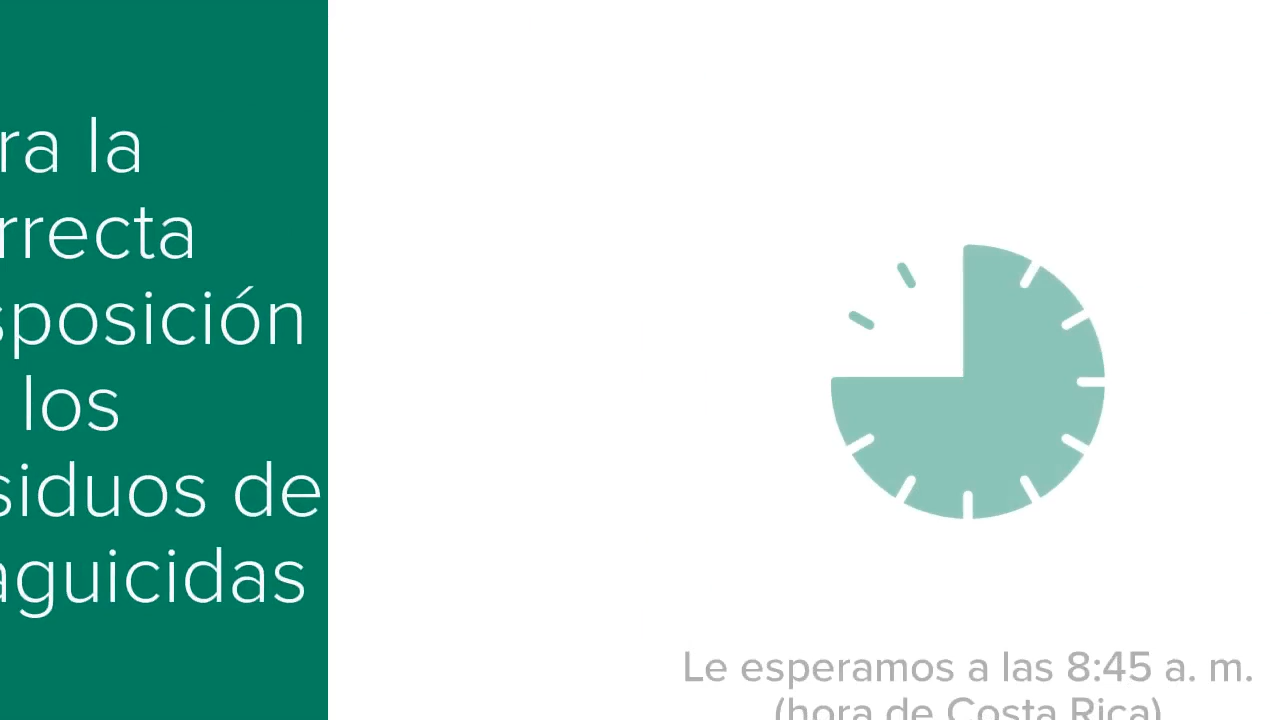 ra la
rrecta
sposición
los
siduos de
aguicidas
Le esperamos a las 8:45 a. m.
(hora de Costa Rica)